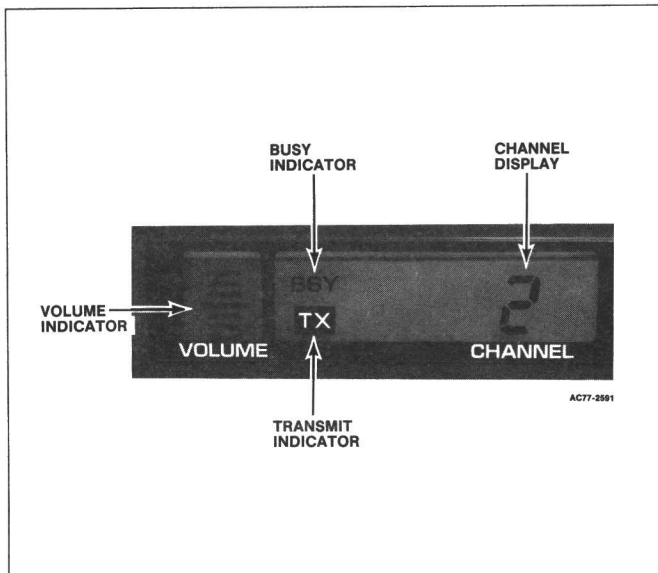 BUSY
INDICATOR
CHANNEL
DISPLAY
VOLUME
INDICATOR
BSY
TX
2
VOLUME
CHANNEL
AC77-2591
TRANSMIT
INDICATOR